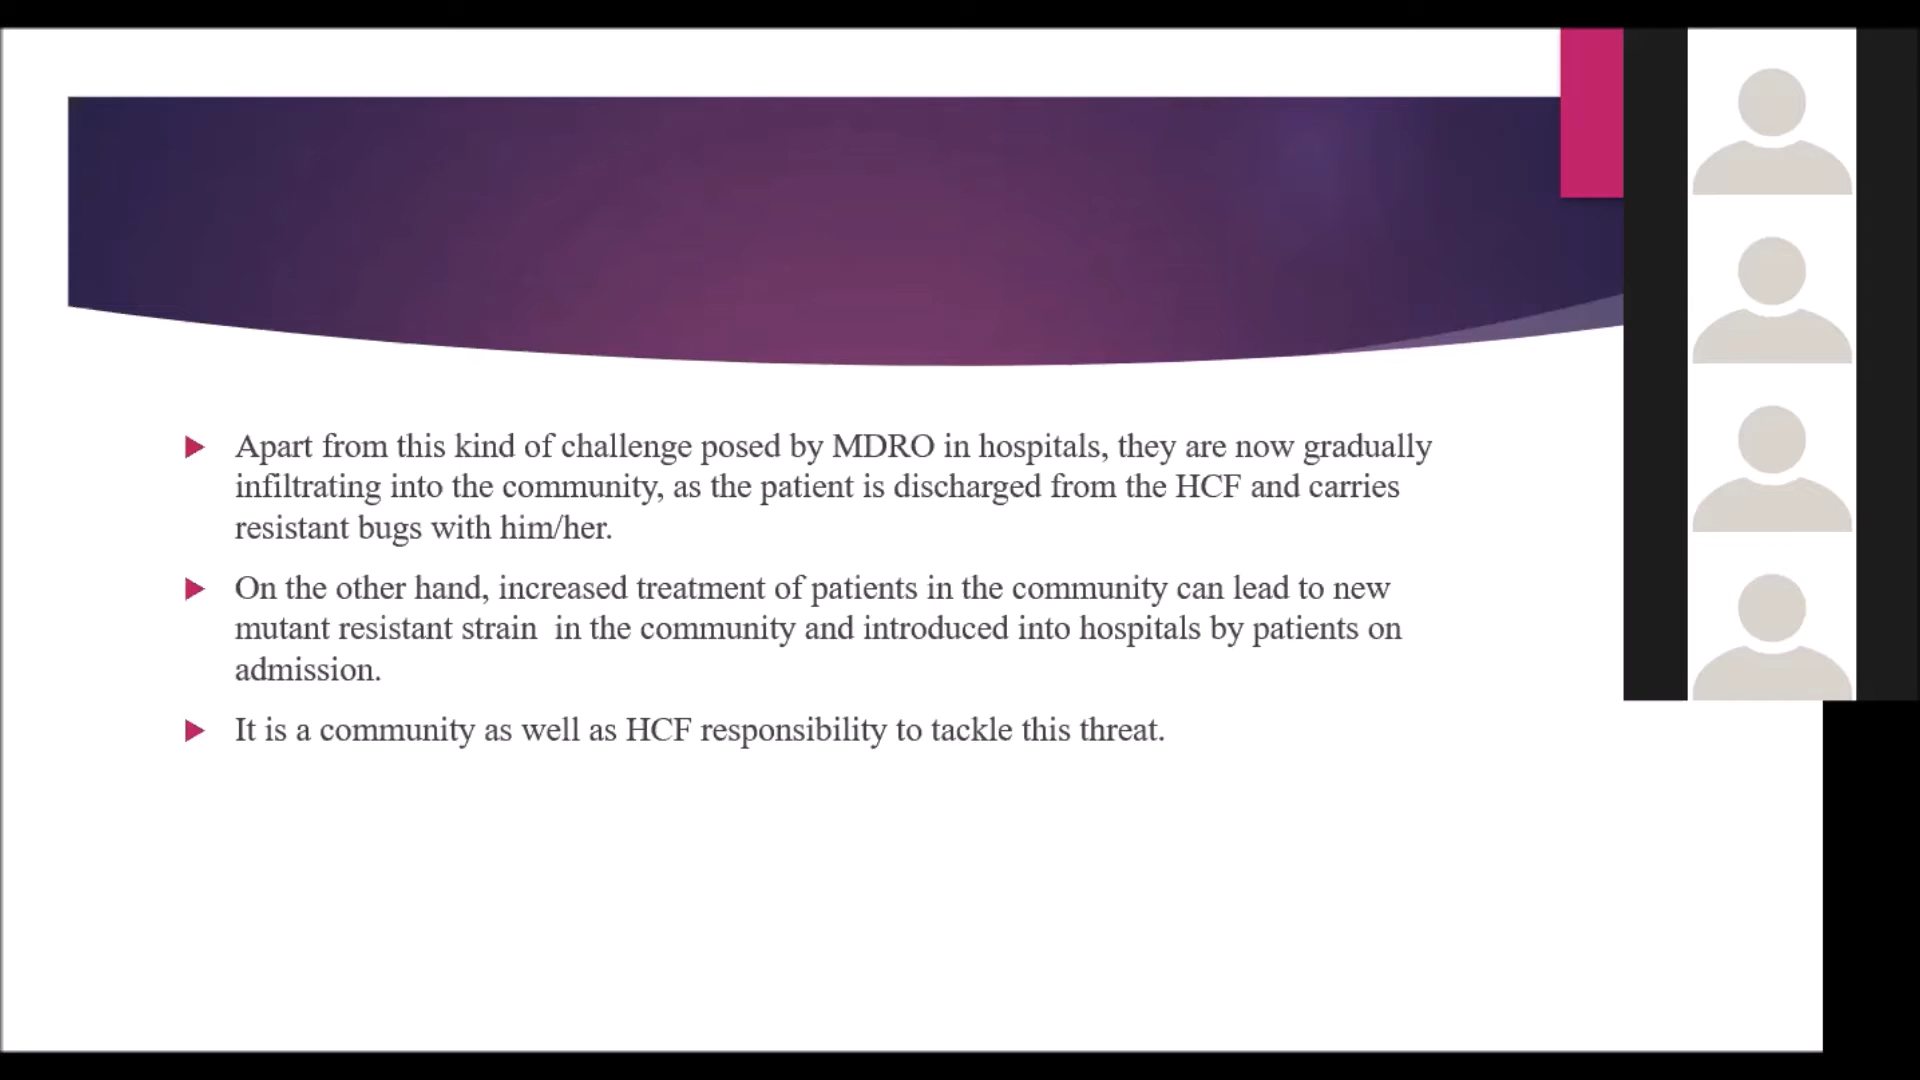 Apart from this kind of challenge posed by MDRO in hospitals, they are now gradually
infiltrating into the community, as the patient is discharged from the HCF and carries
resistant bugs with him/her.
On the other hand, increased treatment of patients in the community can lead to new
mutant resistant strain  in the community and introduced into hospitals by patients on
admission.
It is a community as well as HCF responsibility to tackle this threat.